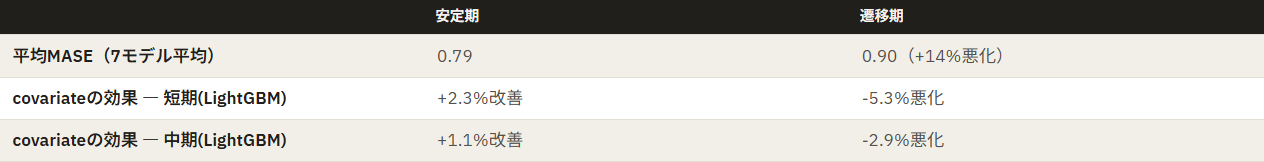 安定期 遷移期
平均MASE（7モデル平均） 0.79 0.90（+14%悪化）
covariateの効果 — 短期(LightGBM) +2.3%改善 -5.3%悪化
covariateの効果 — 中期(LightGBM) +1.1%改善 -2.9%悪化